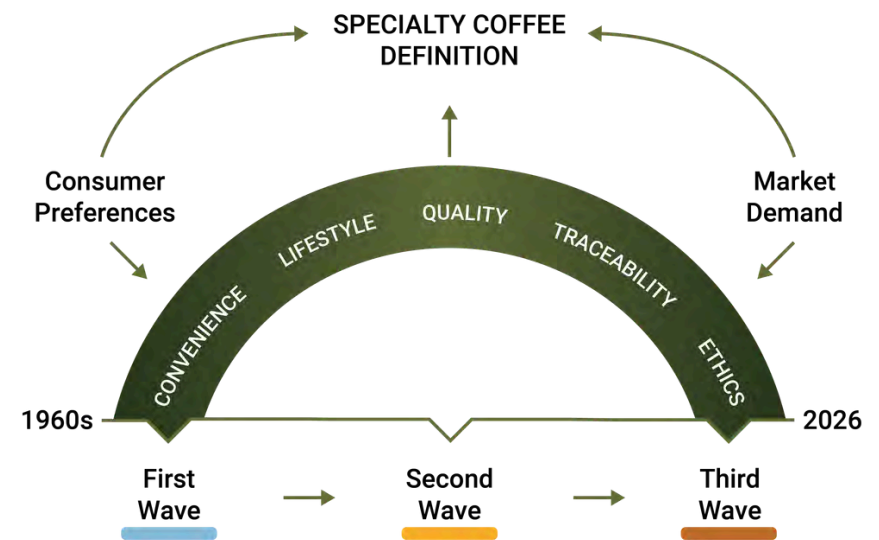 SPECIALTY COFFEE
DEFINITION
Consumer
Preferences
Market
Demand
CONVENIENCE
LIFESTYLE
QUALITY
TRACEABILITY
ETHICS
1960s
2026
First
Wave
Second
Wave
Third
Wave